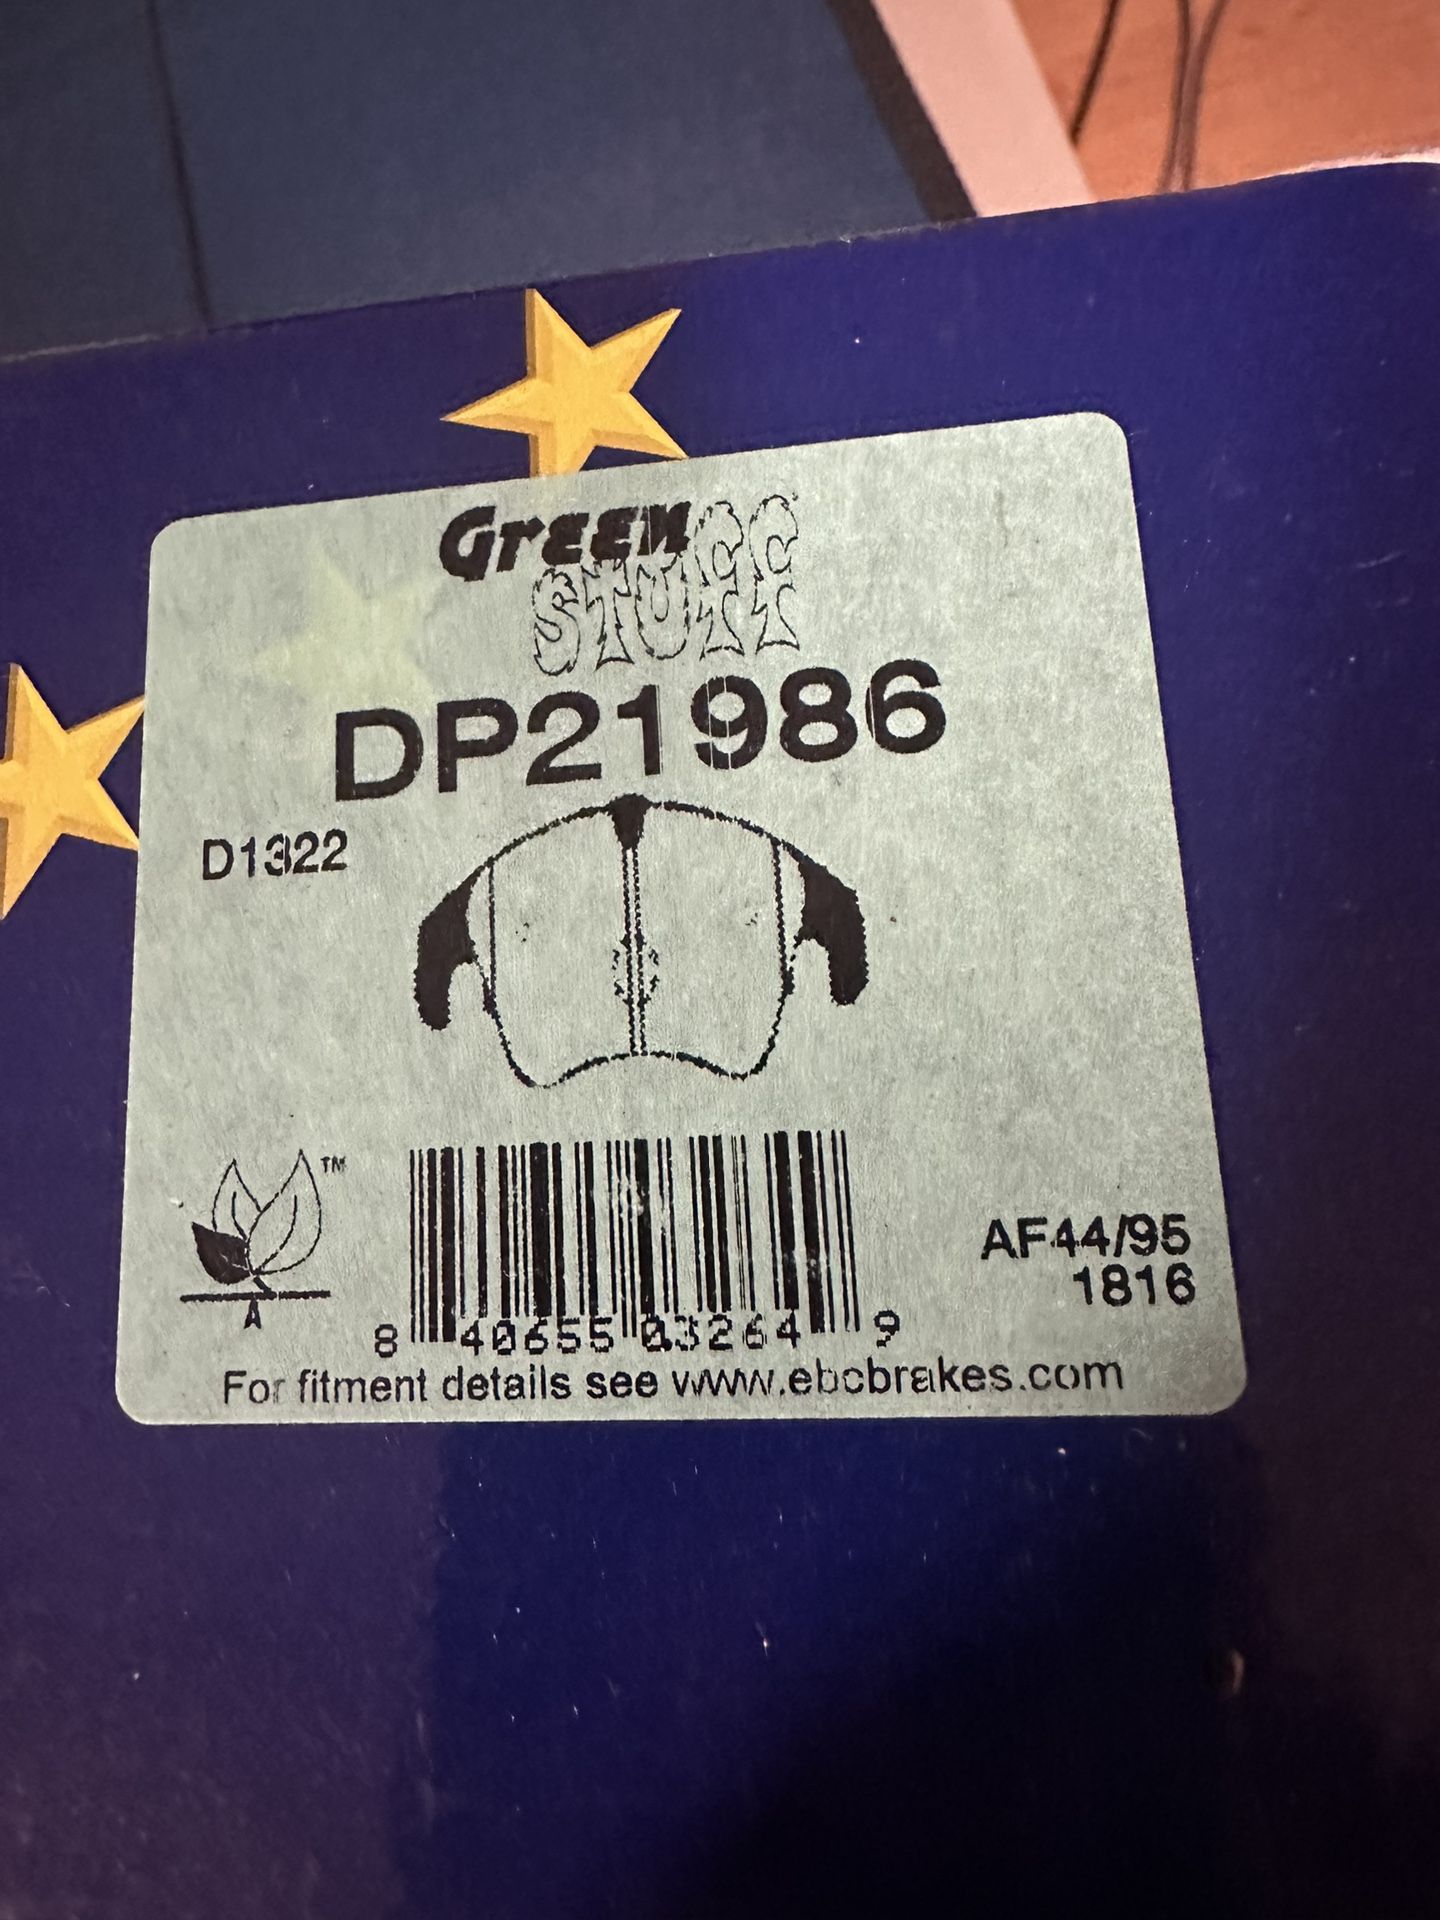 Green
STUFF
DP21986
D1322
TM
A
8 40655 03264 9
AF44/95
1816
For fitment details see www.ebcbrakes.com